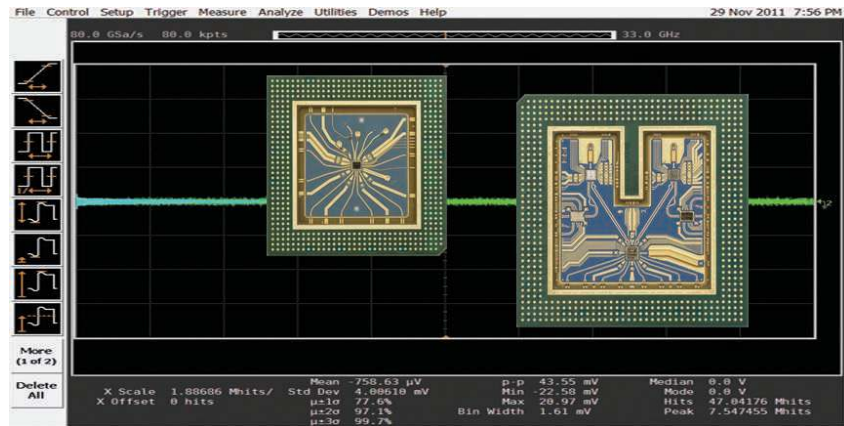 File Control Setup Trigger Measure Analyze Utilities Demos Help 29 Nov 2011 7:56 PM
80.0 GSa/s 80.0 kpts 33.0 GHz
More
(1 of 2)
Delete
All
Mean -758.63 µV p-p 43.55 mV Median 0.0 V
X Scale 1.88686 Mhits/ Std Dev 4.00610 mV Min -22.58 mV Mode 0.0 V
X Offset 0 hits µ±1σ 77.6% Max 20.97 mV Hits 47.04176 Mhits
µ±2σ 97.1% Bin Width 1.61 mV Peak 7.547455 Mhits
µ±3σ 99.7%